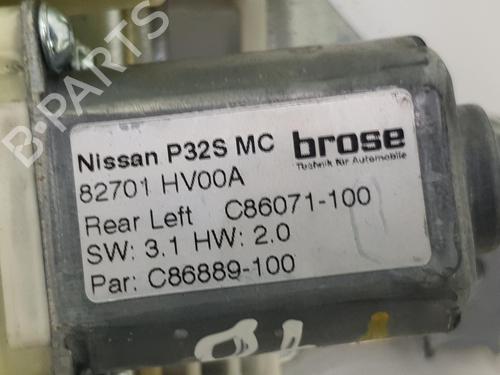 B-PARTS
Nissan P32S MC
brose
Technik für Automobile
82701 HV00A
Rear Left C86071-100
SW: 3.1 HW: 2.0
Par: C86889-100